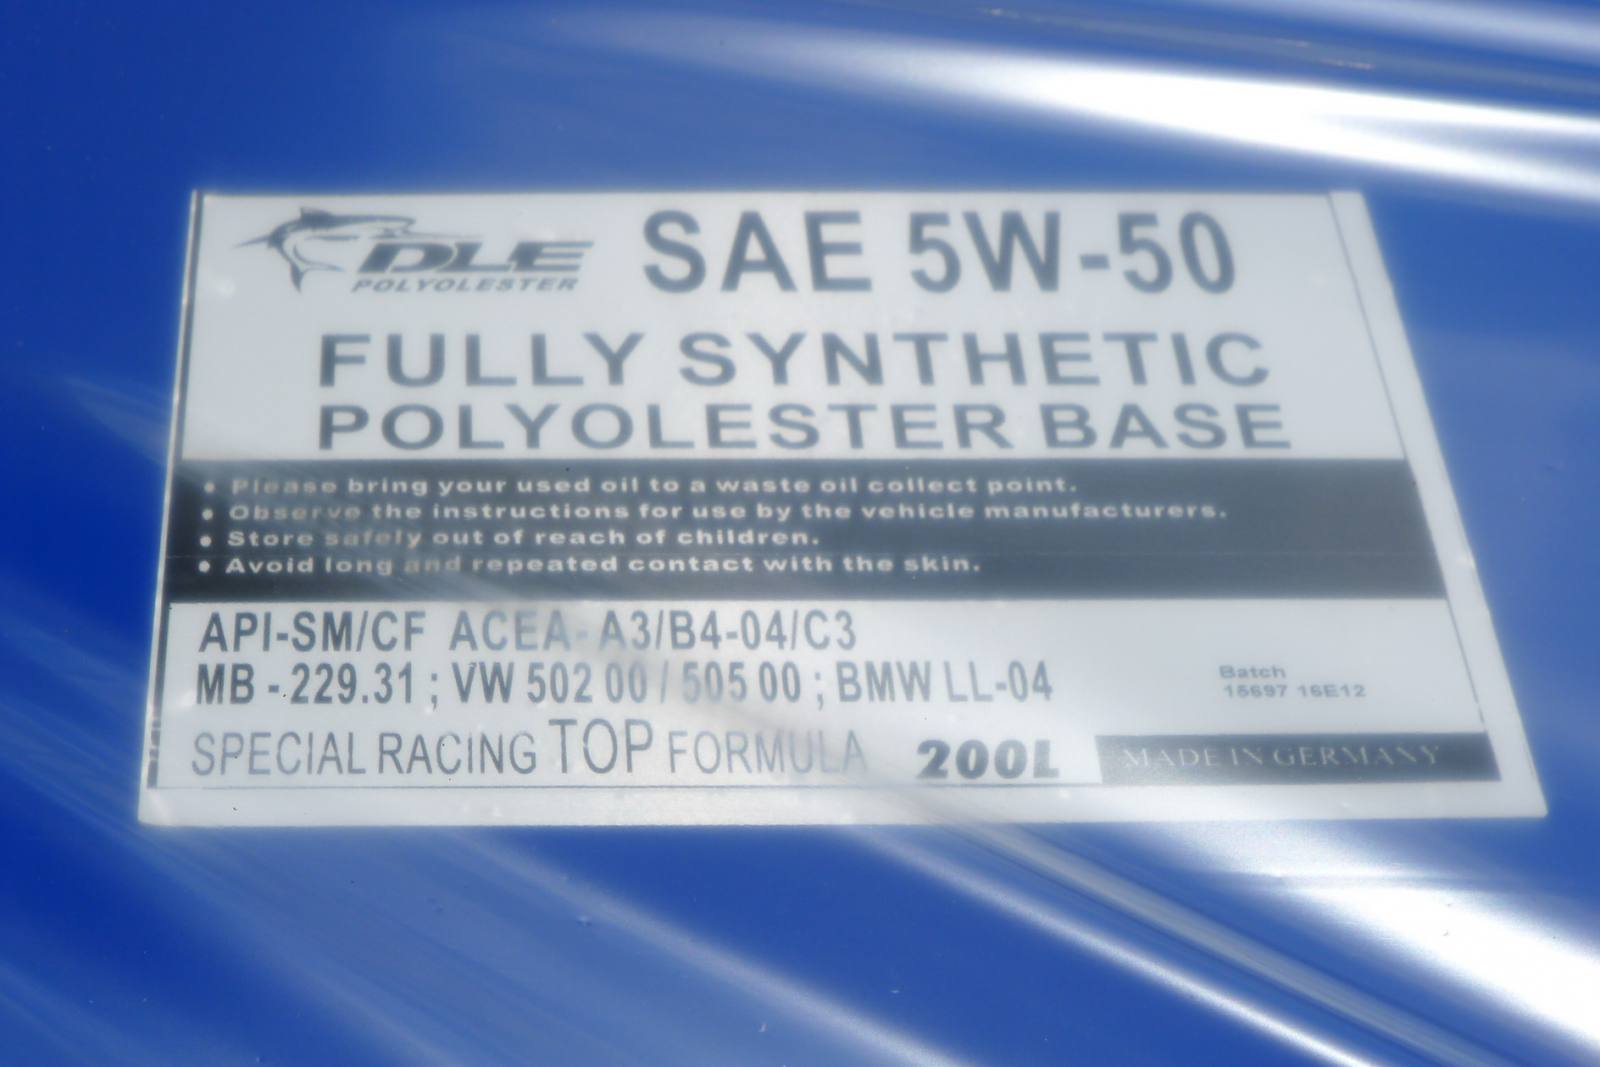 DLE
POLYOLESTER
SAE 5W-50
FULLY SYNTHETIC
POLYOLESTER BASE
• Please bring your used oil to a waste oil collect point.
• Observe the instructions for use by the vehicle manufacturers.
• Store safely out of reach of children.
• Avoid long and repeated contact with the skin.
API-SM/CF ACEA- A3/B4-04/C3
MB - 229.31 ; VW 502 00 / 505 00 ; BMW LL-04
Batch
15697 16E12
SPECIAL RACING TOP FORMULA 200L MADE IN GERMANY